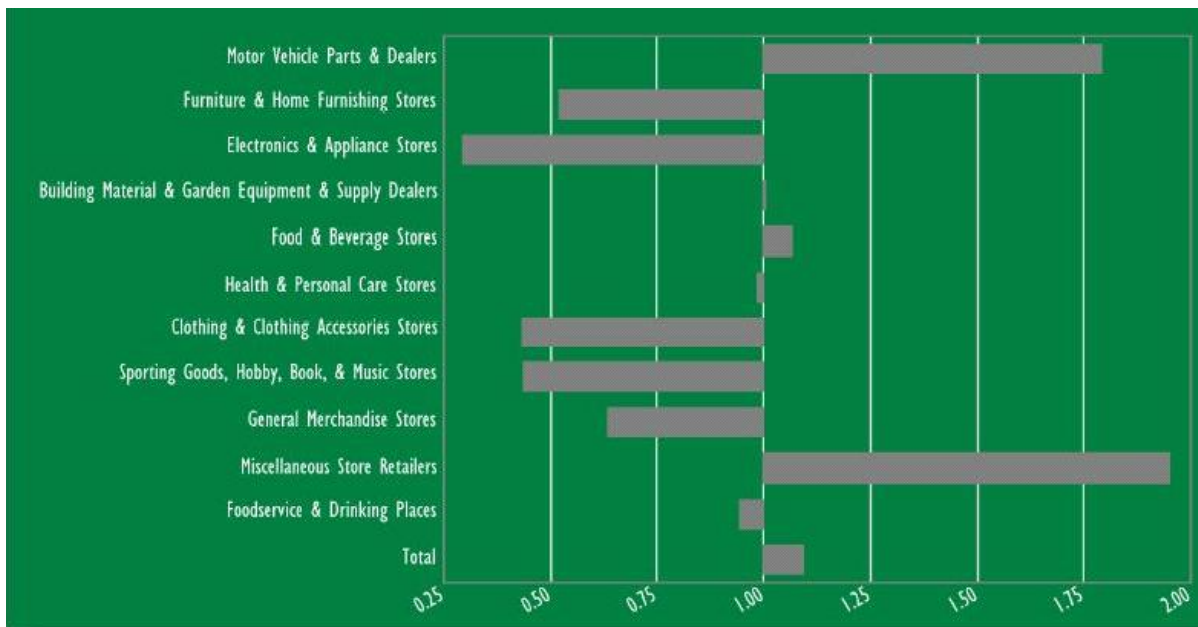 Motor Vehicle Parts & Dealers
Furniture & Home Furnishing Stores
Electronics & Appliance Stores
Building Material & Garden Equipment & Supply Dealers
Food & Beverage Stores
Health & Personal Care Stores
Clothing & Clothing Accessories Stores
Sporting Goods, Hobby, Book, & Music Stores
General Merchandise Stores
Miscellaneous Store Retailers
Foodservice & Drinking Places
Total
0.25 0.50 0.75 1.00 1.25 1.50 1.75 2.00